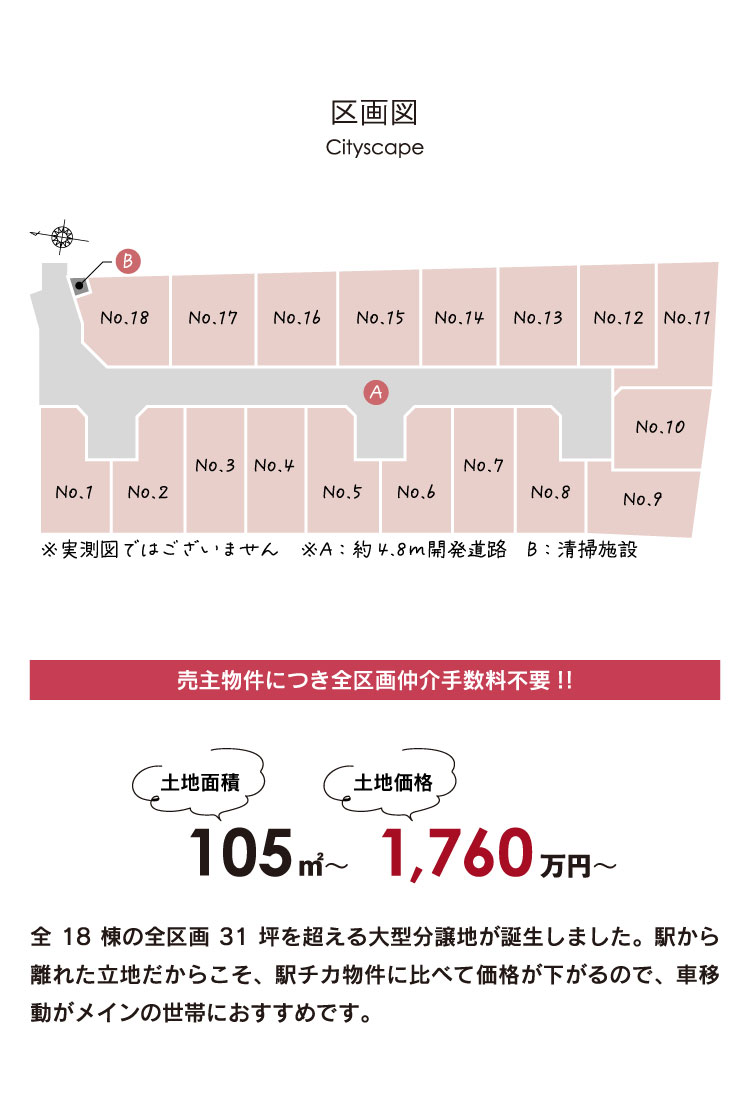 区画図
Cityscape
B
No.18 No.17 No.16 No.15 No.14 No.13 No.12 No.11
A
No.10
No.1 No.2 No.3 No.4 No.5 No.6 No.7 No.8 No.9
※実測図ではございません ※A：約4.8m開発道路 B：清掃施設
売主物件につき全区画仲介手数料不要!!
土地面積 土地価格
105㎡〜 1,760万円〜
全 18 棟の全区画 31 坪を超える大型分譲地が誕生しました。駅から
離れた立地だからこそ、駅チカ物件に比べて価格が下がるので、車移
動がメインの世帯におすすめです。